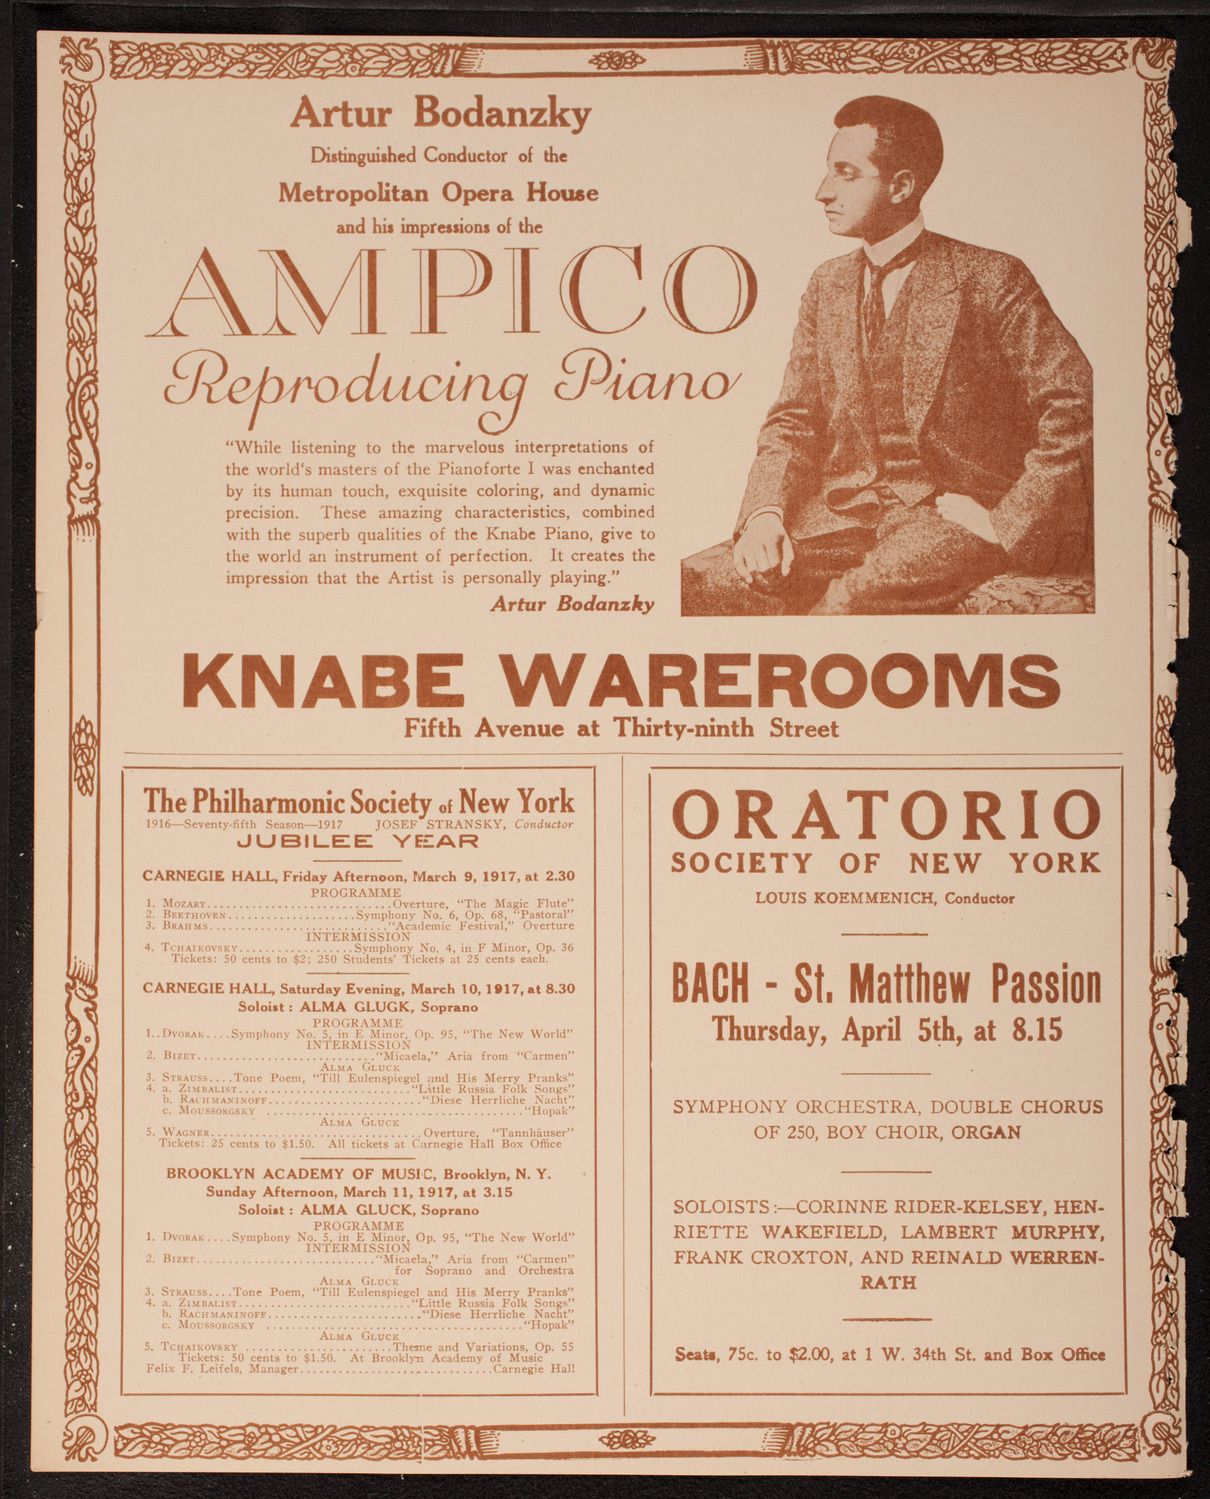 Artur Bodanzky
Distinguished Conductor of the
Metropolitan Opera House
and his impressions of the
AMPICO
Reproducing Piano
“While listening to the marvelous interpretations of
the world‘s masters of the Pianoforte I was enchanted
by its human touch, exquisite coloring, and dynamic
precision. These amazing characteristics, combined
with the superb qualities of the Knabe Piano, give to
the world an instrument of perfection. It creates the
impression that the Artist is personally playing.”
Artur Bodanzky
KNABE WAREROOMS
Fifth Avenue at Thirty-ninth Street
The Philharmonic Society of New York
1916—Seventy-fifth Season—1917 JOSEF STRANSKY, Conductor
JUBILEE YEAR
CARNEGIE HALL, Friday Afternoon, March 9, 1917, at 2.30
PROGRAMME
1. MOZART............................Overture, “The Magic Flute”
2. BEETHOVEN....................Symphony No. 6, Op. 68, “Pastoral”
3. BRAHMS............................“Academic Festival,” Overture
INTERMISSION
4. TCHAIKOVSKY..................Symphony No. 4, in F Minor, Op. 36
Tickets: 50 cents to $2; 250 Students’ Tickets at 25 cents each.
CARNEGIE HALL, Saturday Evening, March 10, 1917, at 8.30
Soloist : ALMA GLUGK, Soprano
PROGRAMME
1..DVORAK....Symphony No. 5, in E Minor, Op. 95, “The New World”
INTERMISSION
2. BIZET............................“Micaela,” Aria from “Carmen”
ALMA GLUCK
3. STRAUSS....Tone Poem, “Till Eulenspiegel and His Merry Pranks”
4. a. ZIMBALIST...........................“Little Russia Folk Songs”
b. RACHMANINOFF........................“Diese Herrliche Nacht”
c. MOUSSORGSKY ..........................................“Hopak”
ALMA GLUCK
5. WAGNER.................................Overture, “Tannhäuser”
Tickets: 25 cents to $1.50. All tickets at Carnegie Hall Box Office
BROOKLYN ACADEMY OF MUSIC, Brooklyn, N. Y.
Sunday Afternoon, March 11, 1917, at 3.15
Soloist : ALMA GLUCK, Soprano
PROGRAMME
1. DVORAK....Symphony No. 5, in E Minor, Op. 95, “The New World”
INTERMISSION
2. BIZET............................“Micaela,” Aria from “Carmen”
for Soprano and Orchestra
ALMA GLUCK
3. STRAUSS....Tone Poem, “Till Eulenspiegel and His Merry Pranks”
4. a. ZIMBALIST...........................“Little Russia Folk Songs”
b. RACHMANINOFF........................“Diese Herrliche Nacht”
c. MOUSSORGSKY ........................................“Hopak”
ALMA GLUCK
5. TCHAIKOVSKY .......................Theme and Variations, Op. 55
Tickets: 50 cents to $1.50. At Brooklyn Academy of Music
Felix F. Leifels, Manager..............................Carnegie Hall
ORATORIO
SOCIETY OF NEW YORK
LOUIS KOEMMENICH, Conductor
BACH - St. Matthew Passion
Thursday, April 5th, at 8.15
SYMPHONY ORCHESTRA, DOUBLE CHORUS
OF 250, BOY CHOIR, ORGAN
SOLOISTS:—CORINNE RIDER-KELSEY, HEN-
RIETTE WAKEFIELD, LAMBERT MURPHY,
FRANK CROXTON, AND REINALD WERREN-
RATH
Seats, 75c. to $2.00, at 1 W. 34th St. and Box Office